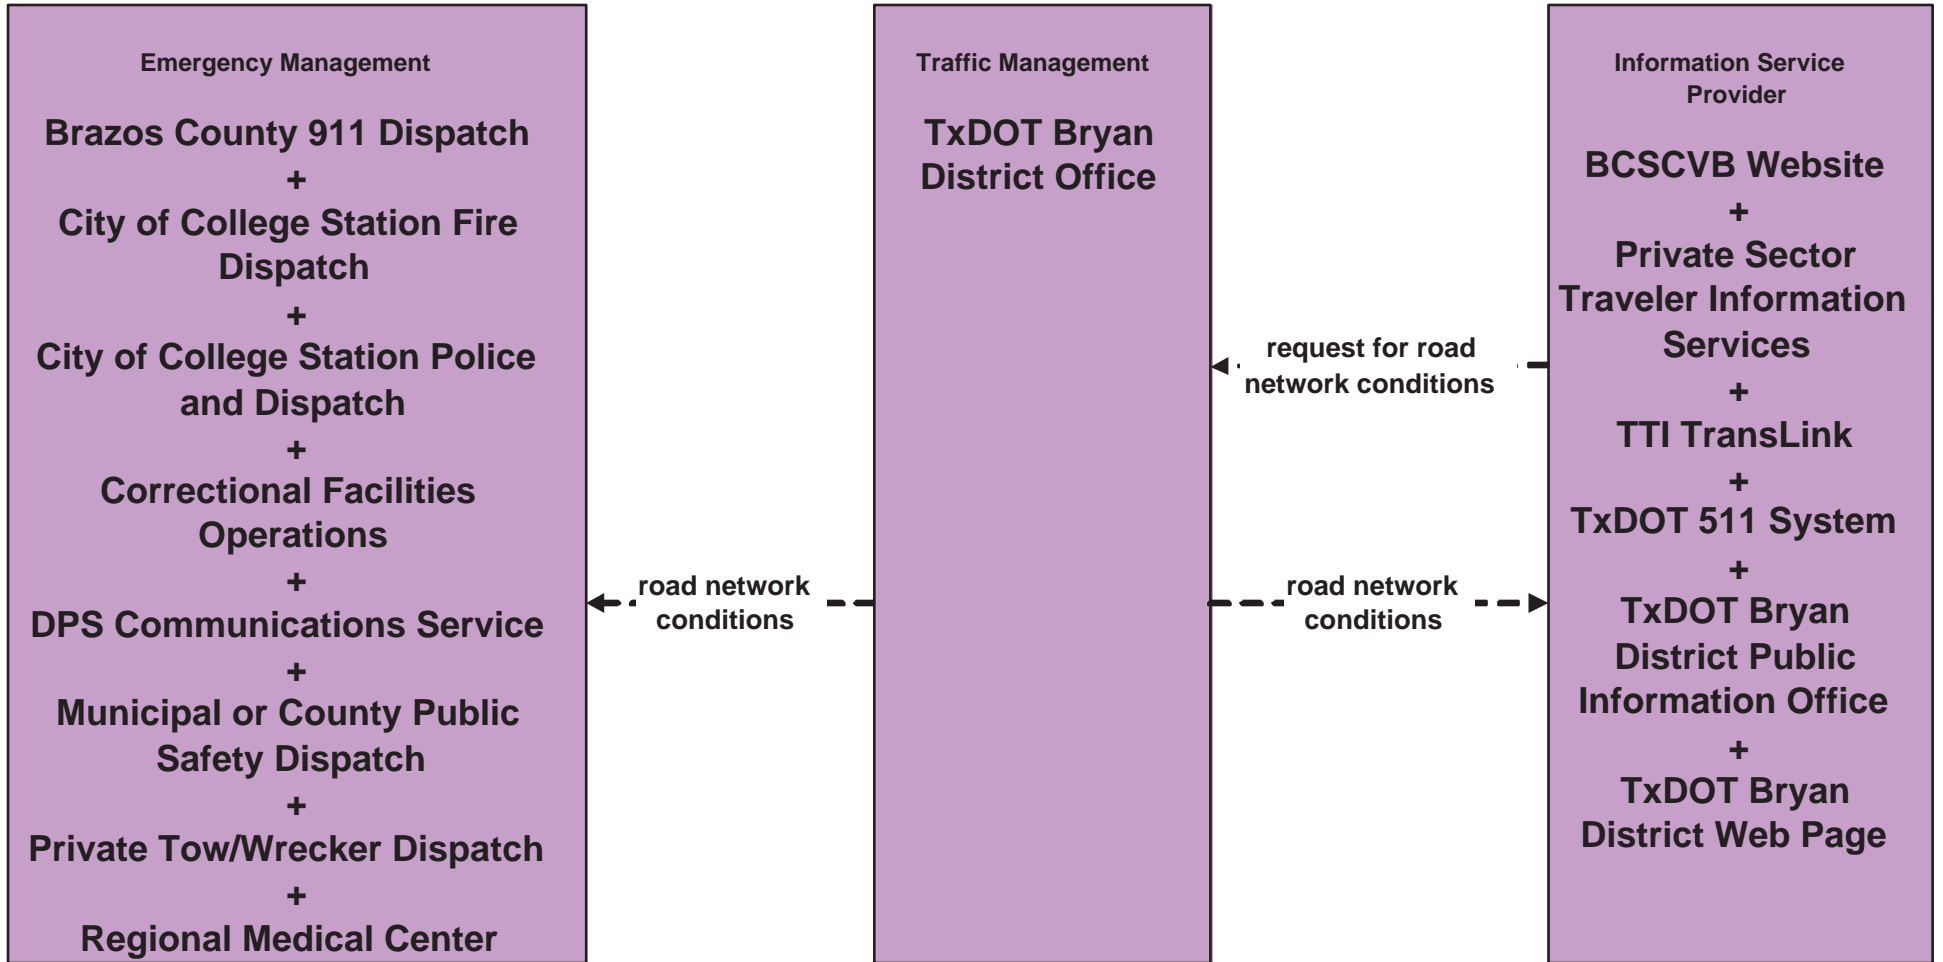 Emergency Management
Brazos County 911 Dispatch
+
City of College Station Fire
Dispatch
+
City of College Station Police
and Dispatch
+
Correctional Facilities
Operations
+
DPS Communications Service
+
Municipal or County Public
Safety Dispatch
+
Private Tow/Wrecker Dispatch
+
Regional Medical Center
road network
conditions
Traffic Management
TxDOT Bryan
District Office
request for road
network conditions
road network
conditions
Information Service
Provider
BCSCVB Website
+
Private Sector
Traveler Information
Services
+
TTI TransLink
+
TxDOT 511 System
+
TxDOT Bryan
District Public
Information Office
+
TxDOT Bryan
District Web Page